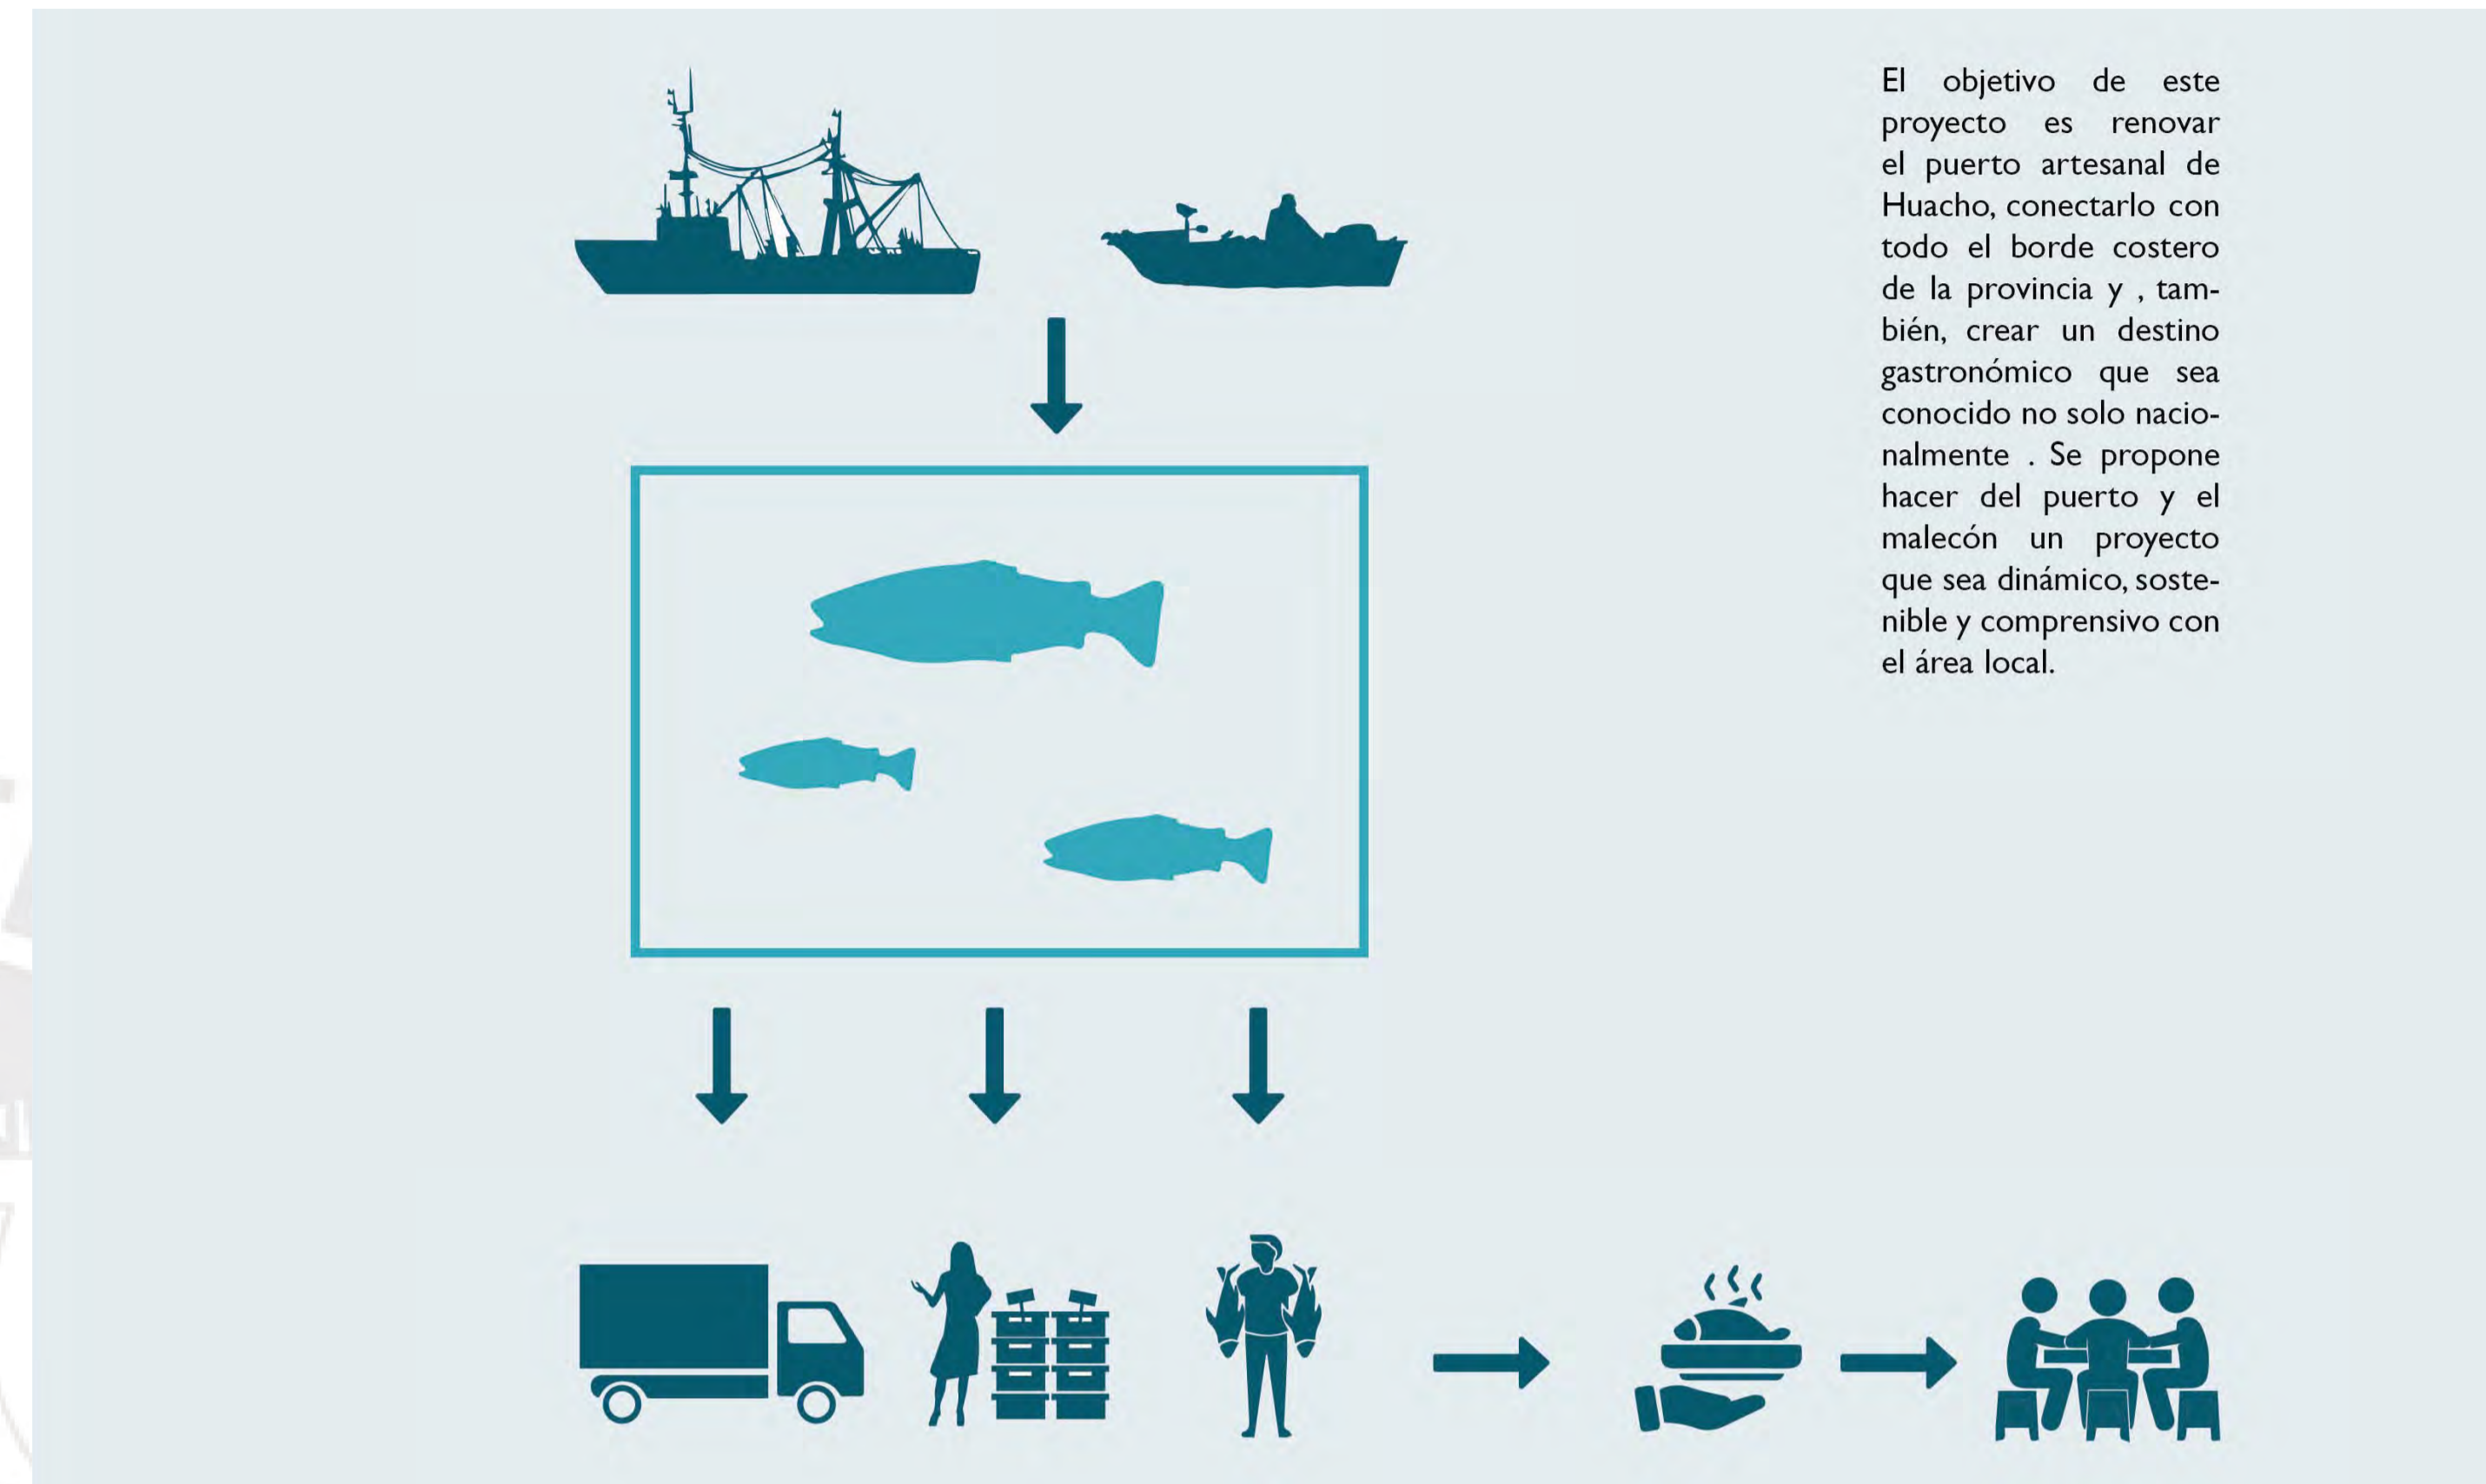 El objetivo de este
proyecto es renovar
el puerto artesanal de
Huacho, conectarlo con
todo el borde costero
de la provincia y , tam-
bién, crear un destino
gastronómico que sea
conocido no solo nacio-
nalmente . Se propone
hacer del puerto y el
malecón un proyecto
que sea dinámico, soste-
nible y comprensivo con
el área local.